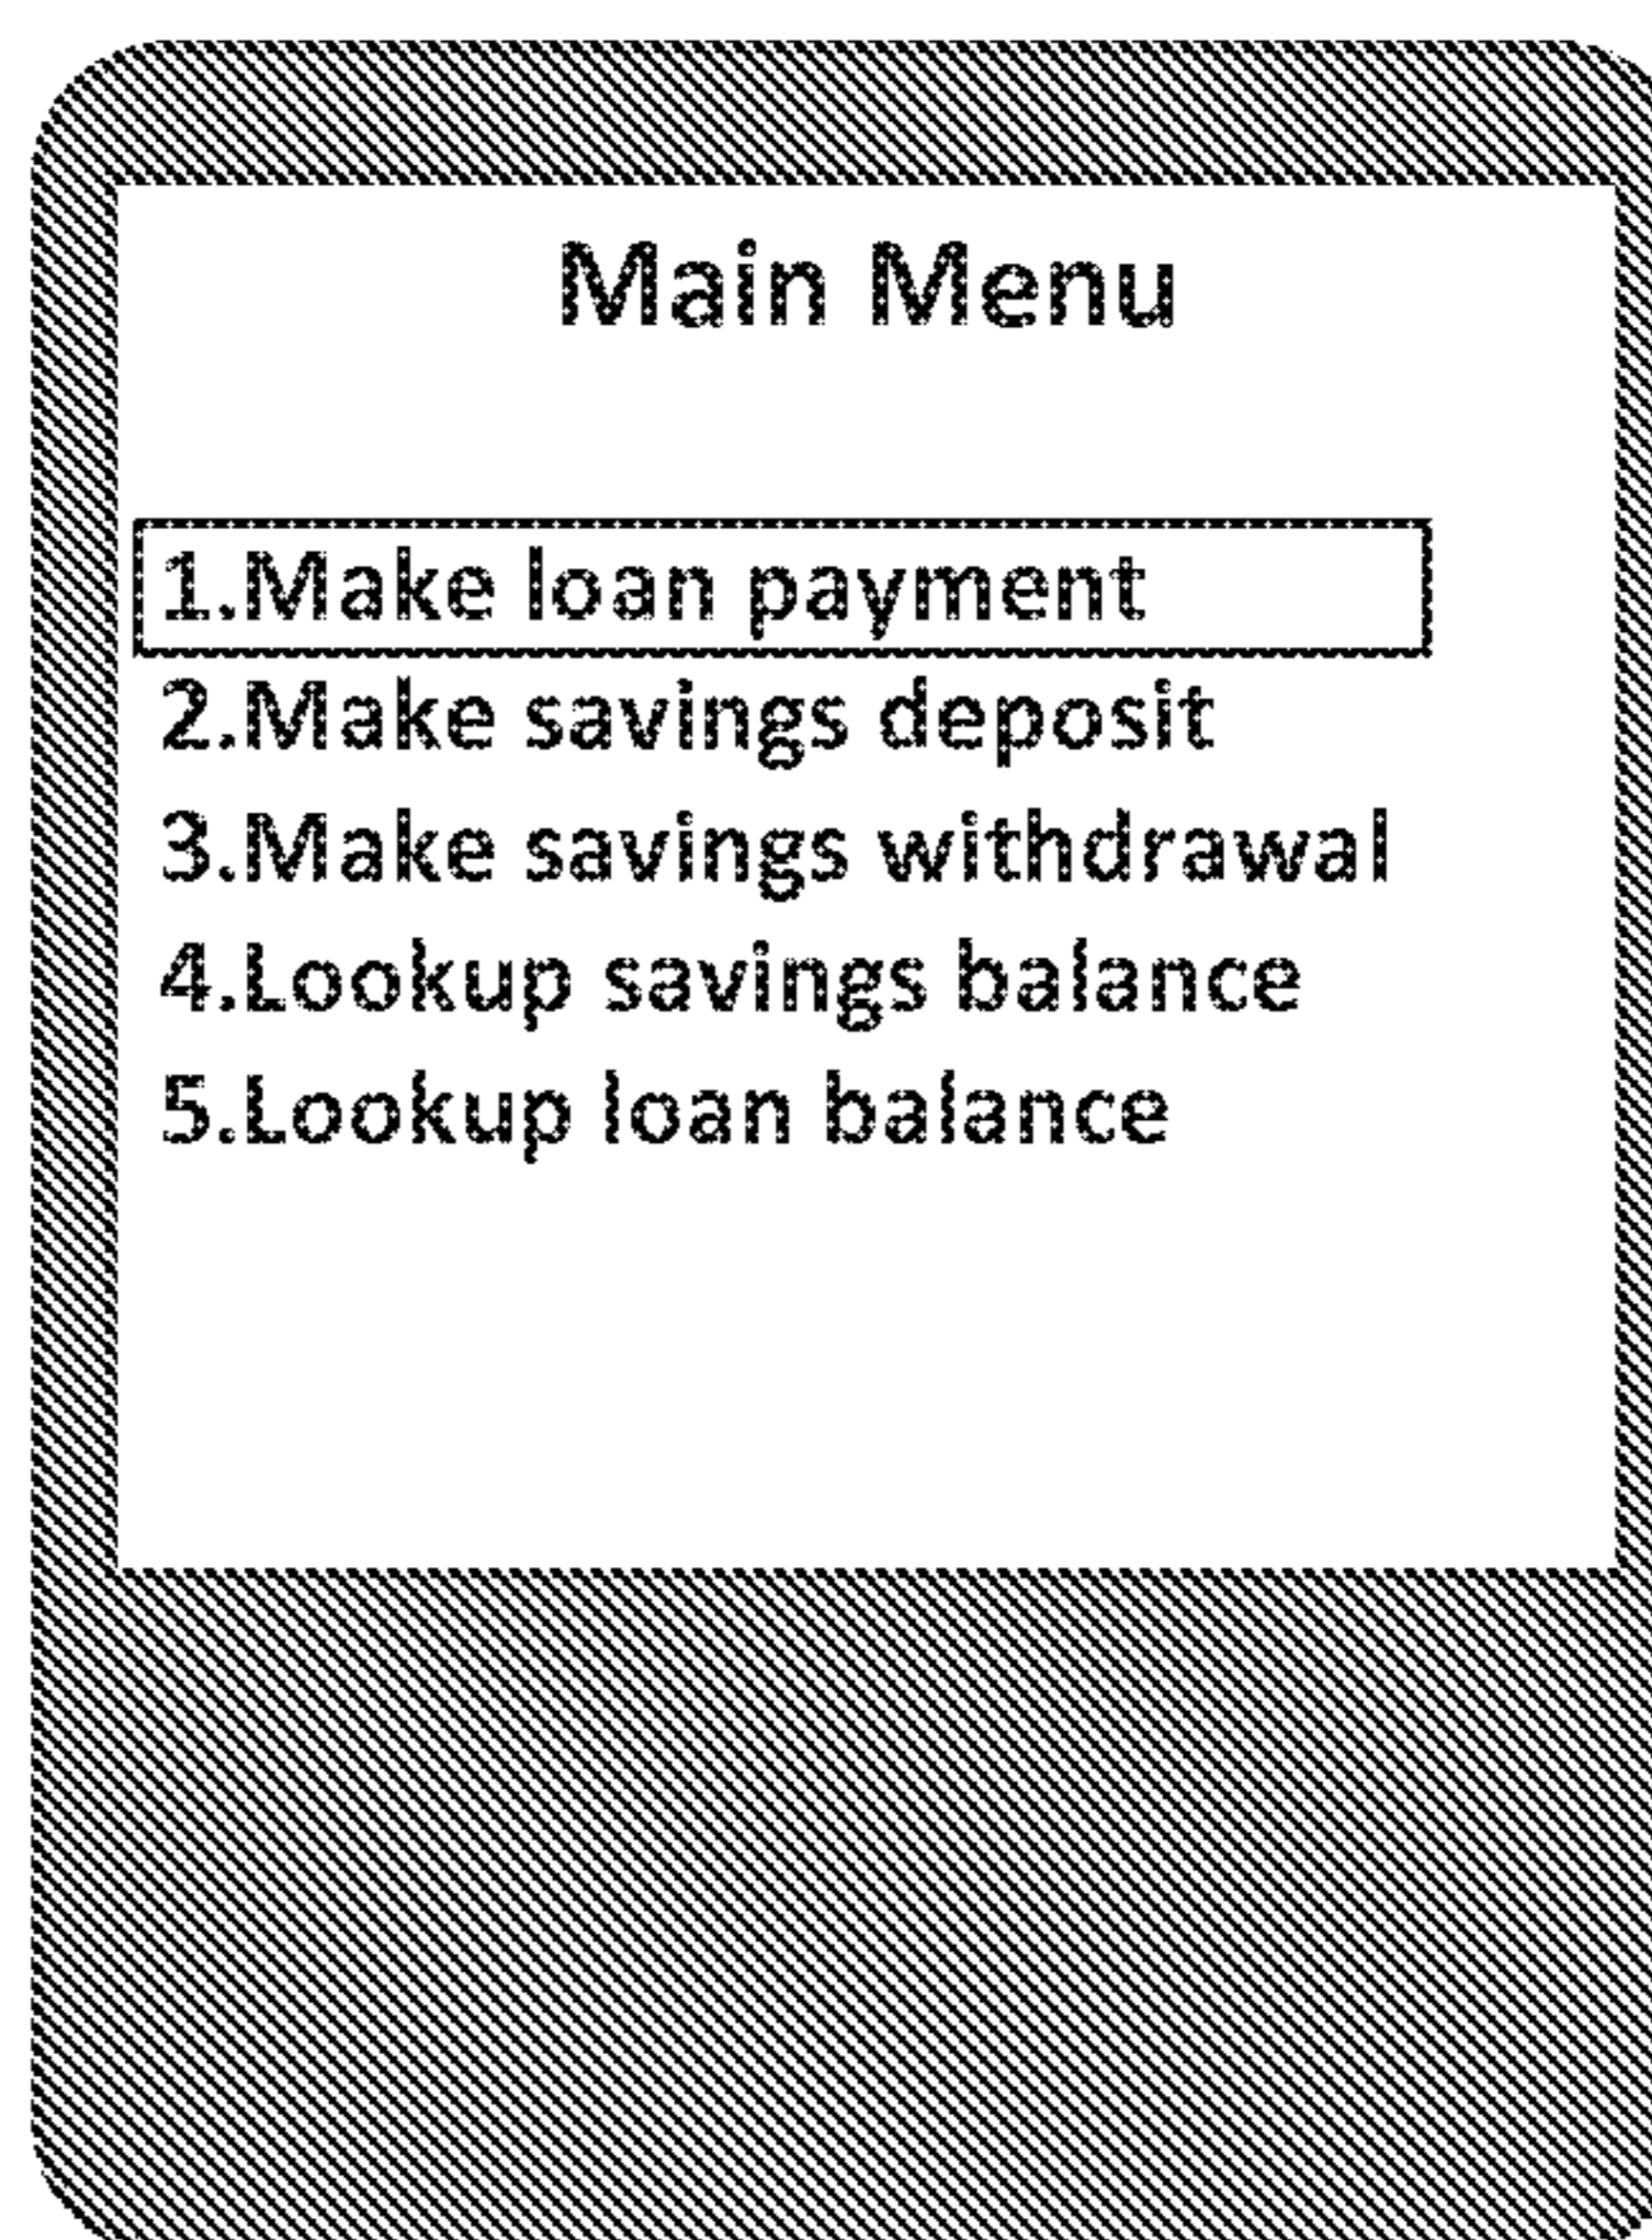 Main Menu
1.Make loan payment
2.Make savings deposit
3.Make savings withdrawal
4.Lookup savings balance
5.Lookup loan balance